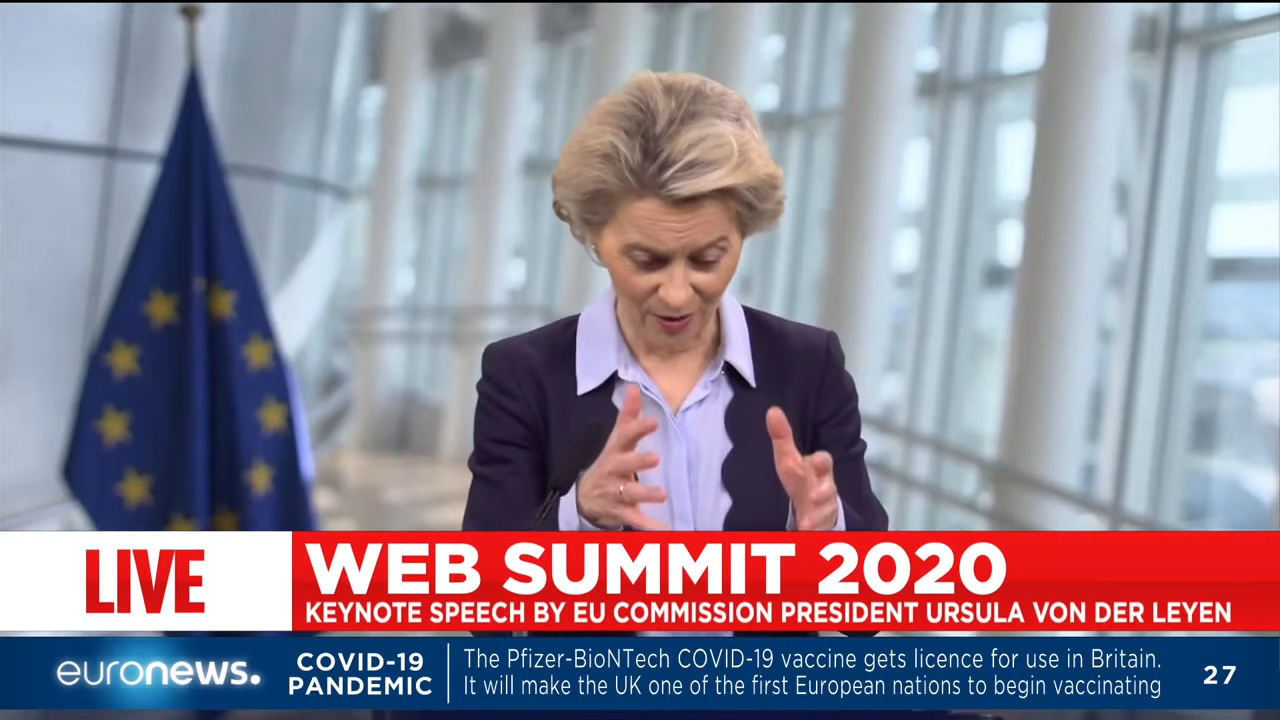 LIVE
WEB SUMMIT 2020
KEYNOTE SPEECH BY EU COMMISSION PRESIDENT URSULA VON DER LEYEN
euronews.
COVID-19
PANDEMIC
The Pfizer-BioNTech COVID-19 vaccine gets licence for use in Britain.
It will make the UK one of the first European nations to begin vaccinating
27